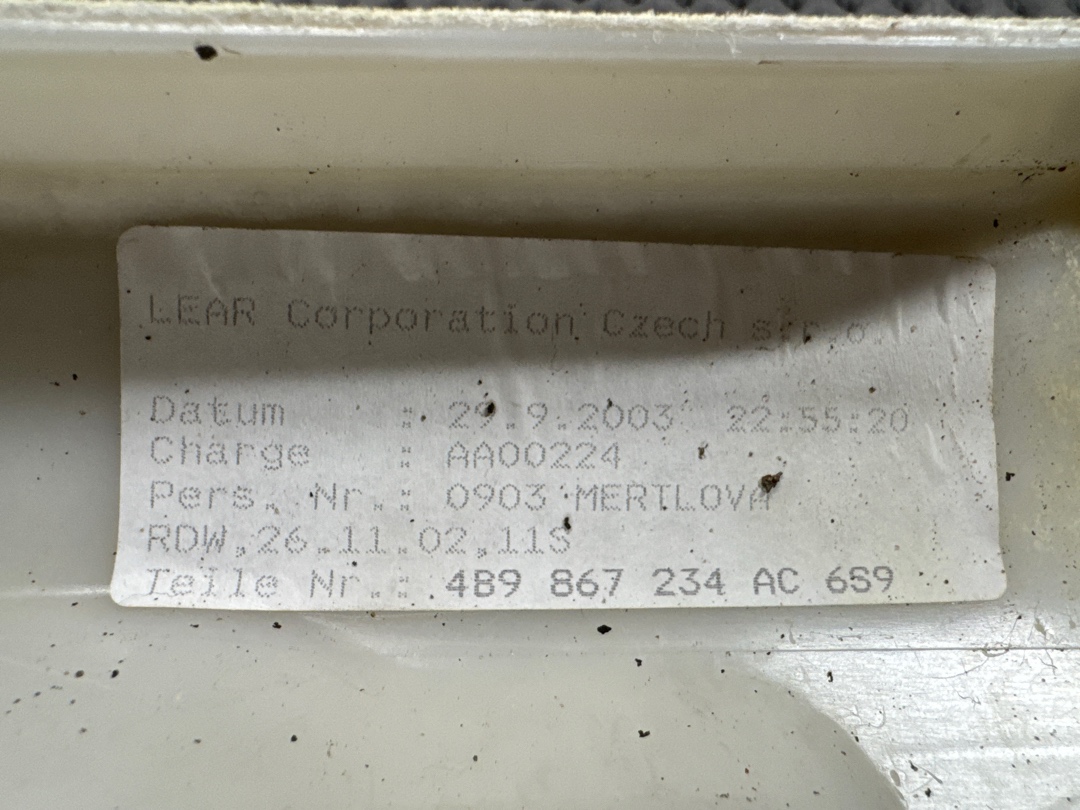 LEAR Corporation Czech s.r.o.
Datum : 29.9.2003 22:55:20
Charge : AA00224
Pers. Nr.: 0903 MERTLOVA
RDW,26.11.02,11S
Teile Nr.: 4B9 867 234 AC 6S9